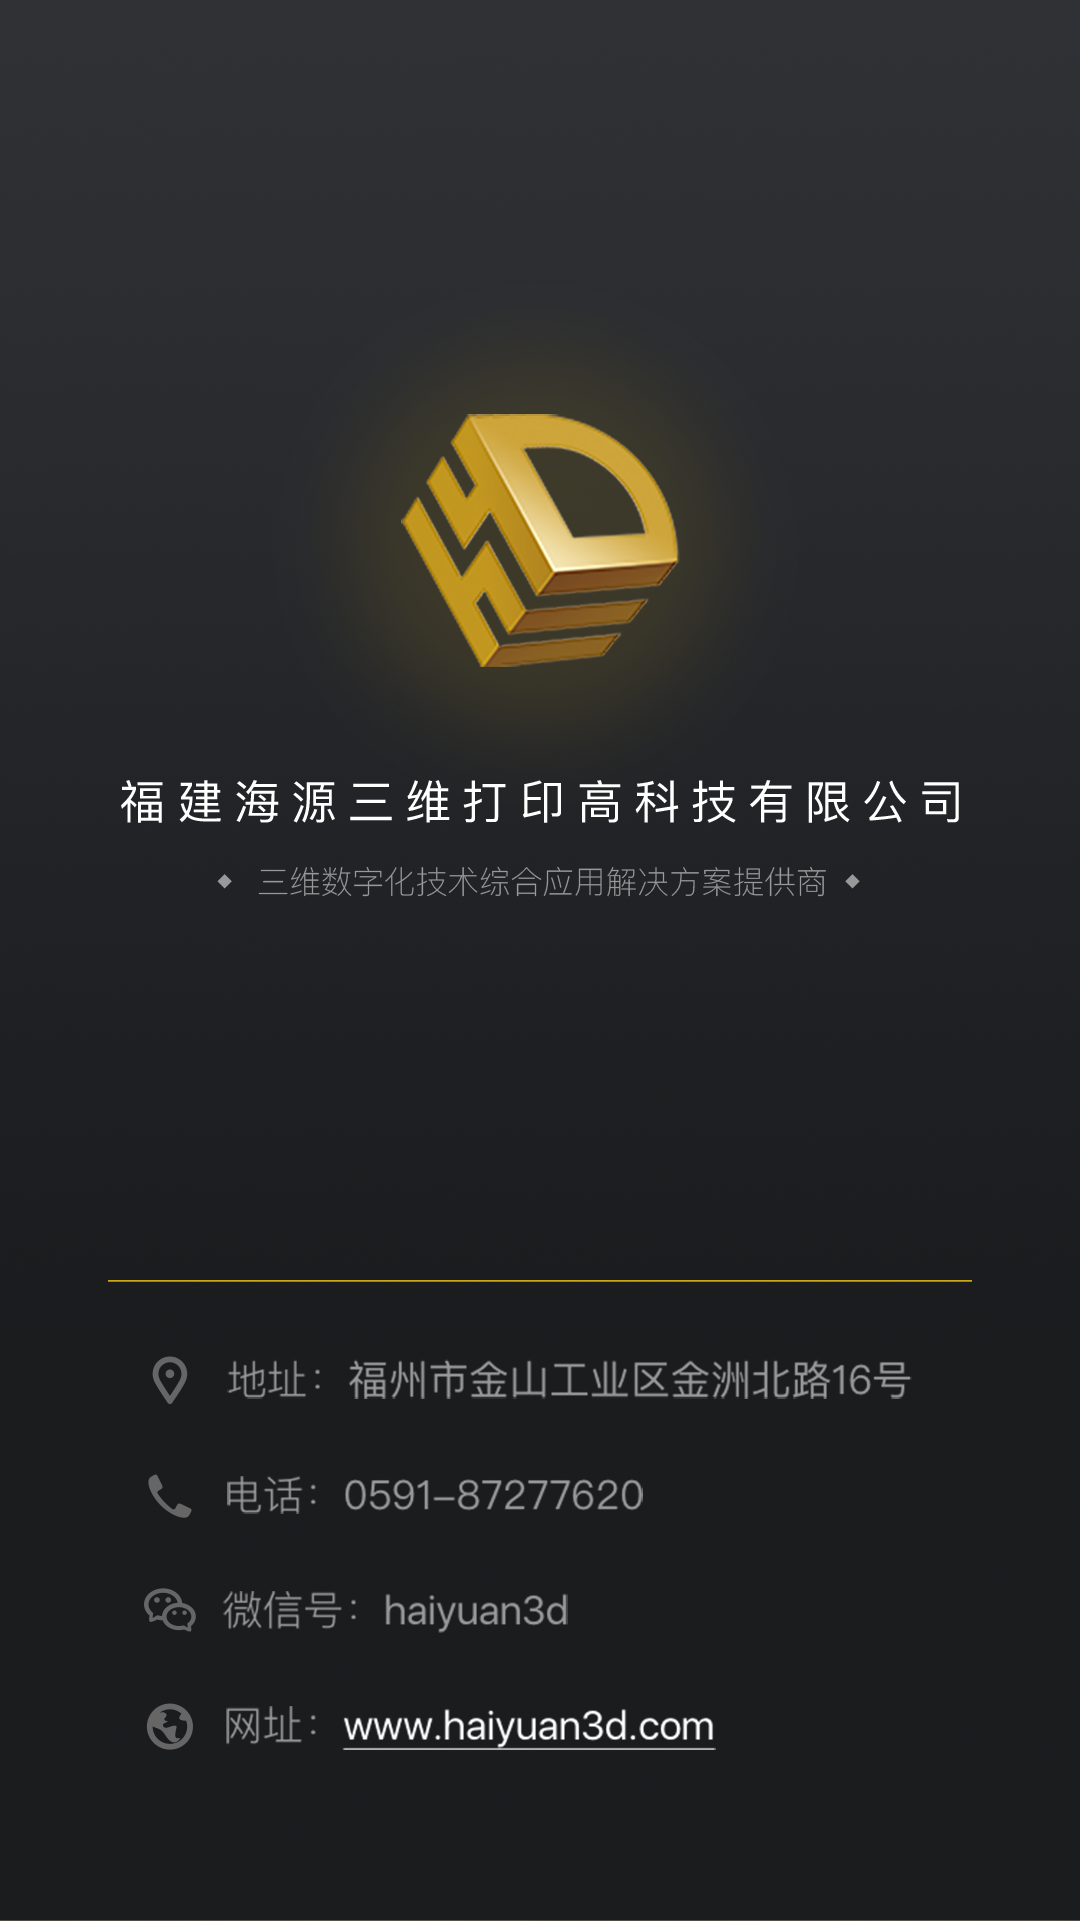 福建海源三维打印高科技有限公司
三维数字化技术综合应用解决方案提供商
地址：福州市金山工业区金洲北路16号
电话：0591-87277620
微信号：haiyuan3d
网址：www.haiyuan3d.com